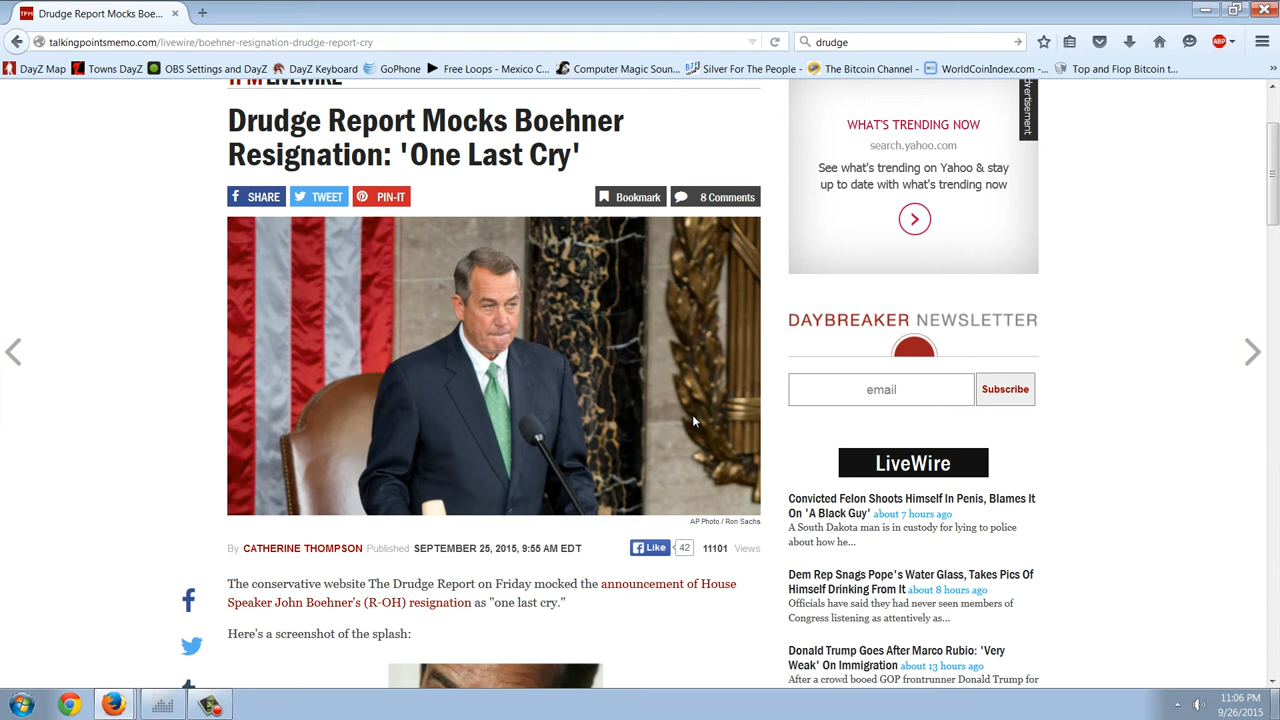 Drudge Report Mocks Boe...
talkingpointsmemo.com/livewire/boehner-resignation-drudge-report-cry
drudge
ABP
DayZ Map
Towns DayZ
OBS Settings and DayZ
DayZ Keyboard
GoPhone
Free Loops - Mexico C...
Computer Magic Soun...
Silver For The People -
The Bitcoin Channel
WorldCoinIndex.com -...
Top and Flop Bitcoin t...
TPM LIVEWIRE
Drudge Report Mocks Boehner
Resignation: 'One Last Cry'
SHARE
TWEET
PIN-IT
Bookmark
8 Comments
AP Photo / Ron Sachs
By CATHERINE THOMPSON Published SEPTEMBER 25, 2015, 9:55 AM EDT
Like 42
11101 Views
The conservative website The Drudge Report on Friday mocked the announcement of House
Speaker John Boehner's (R-OH) resignation as "one last cry."
Here's a screenshot of the splash:
Advertisement
WHAT'S TRENDING NOW
search.yahoo.com
See what's trending on Yahoo & stay
up to date with what's trending now
DAYBREAKER NEWSLETTER
email
Subscribe
LiveWire
Convicted Felon Shoots Himself In Penis, Blames It
On 'A Black Guy' about 7 hours ago
A South Dakota man is in custody for lying to police
about how he...
Dem Rep Snags Pope's Water Glass, Takes Pics Of
Himself Drinking From It about 8 hours ago
Officials have said they had never seen members of
Congress listening as attentively as...
Donald Trump Goes After Marco Rubio: 'Very
Weak' On Immigration about 13 hours ago
After a crowd booed GOP frontrunner Donald Trump for
11:06 PM
9/26/2015